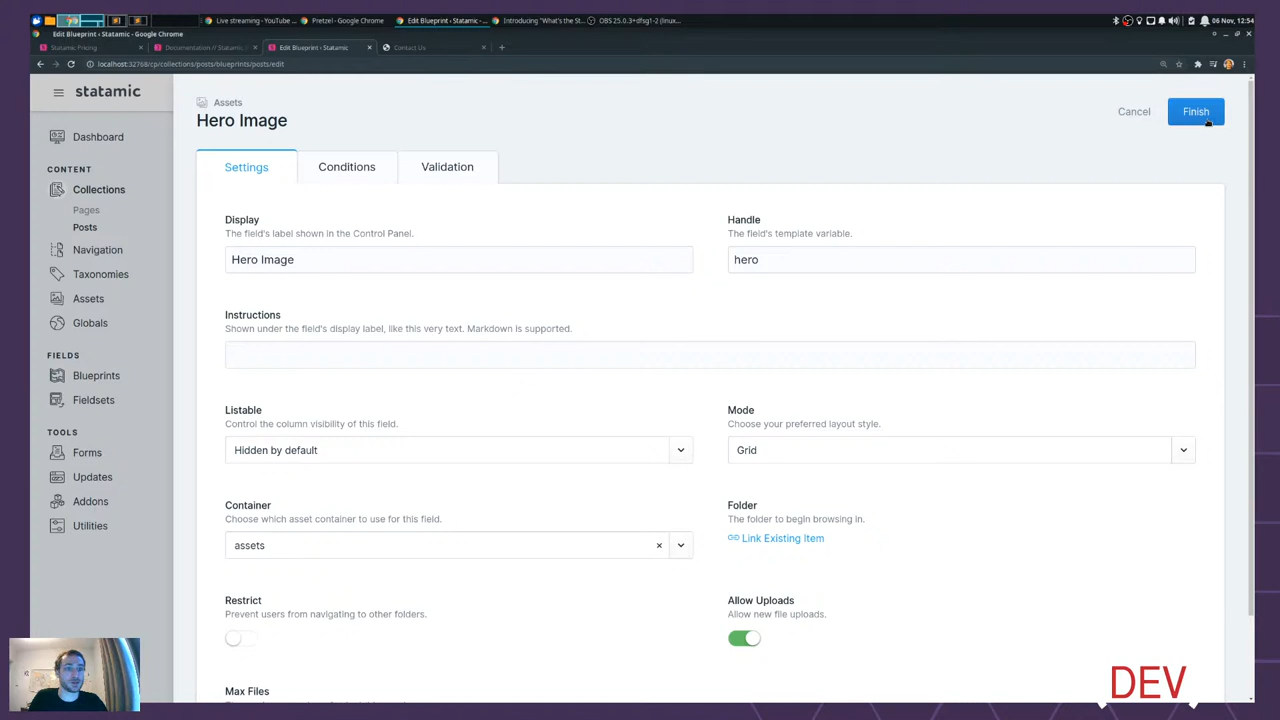 Live streaming - YouTube ...
Pretzel - Google Chrome
Edit Blueprint ‹ Statamic - ...
Introducing "What's the St...
OBS 25.0.3+dfsg1-2 (linux...
06 Nov, 12:54
Edit Blueprint ‹ Statamic - Google Chrome
Statamic Pricing
Documentation // Statamic
Edit Blueprint ‹ Statamic
Contact Us
localhost:32768/cp/collections/posts/blueprints/posts/edit
statamic
Dashboard
CONTENT
Collections
Pages
Posts
Navigation
Taxonomies
Assets
Globals
FIELDS
Blueprints
Fieldsets
TOOLS
Forms
Updates
Addons
Utilities
Assets
Hero Image
Cancel
Finish
Settings
Conditions
Validation
Display
The field's label shown in the Control Panel.
Hero Image
Handle
The field's template variable.
hero
Instructions
Shown under the field's display label, like this very text. Markdown is supported.
Listable
Control the column visibility of this field.
Hidden by default
Mode
Choose your preferred layout style.
Grid
Container
Choose which asset container to use for this field.
assets
Folder
The folder to begin browsing in.
Link Existing Item
Restrict
Prevent users from navigating to other folders.
Allow Uploads
Allow new file uploads.
Max Files
DEV